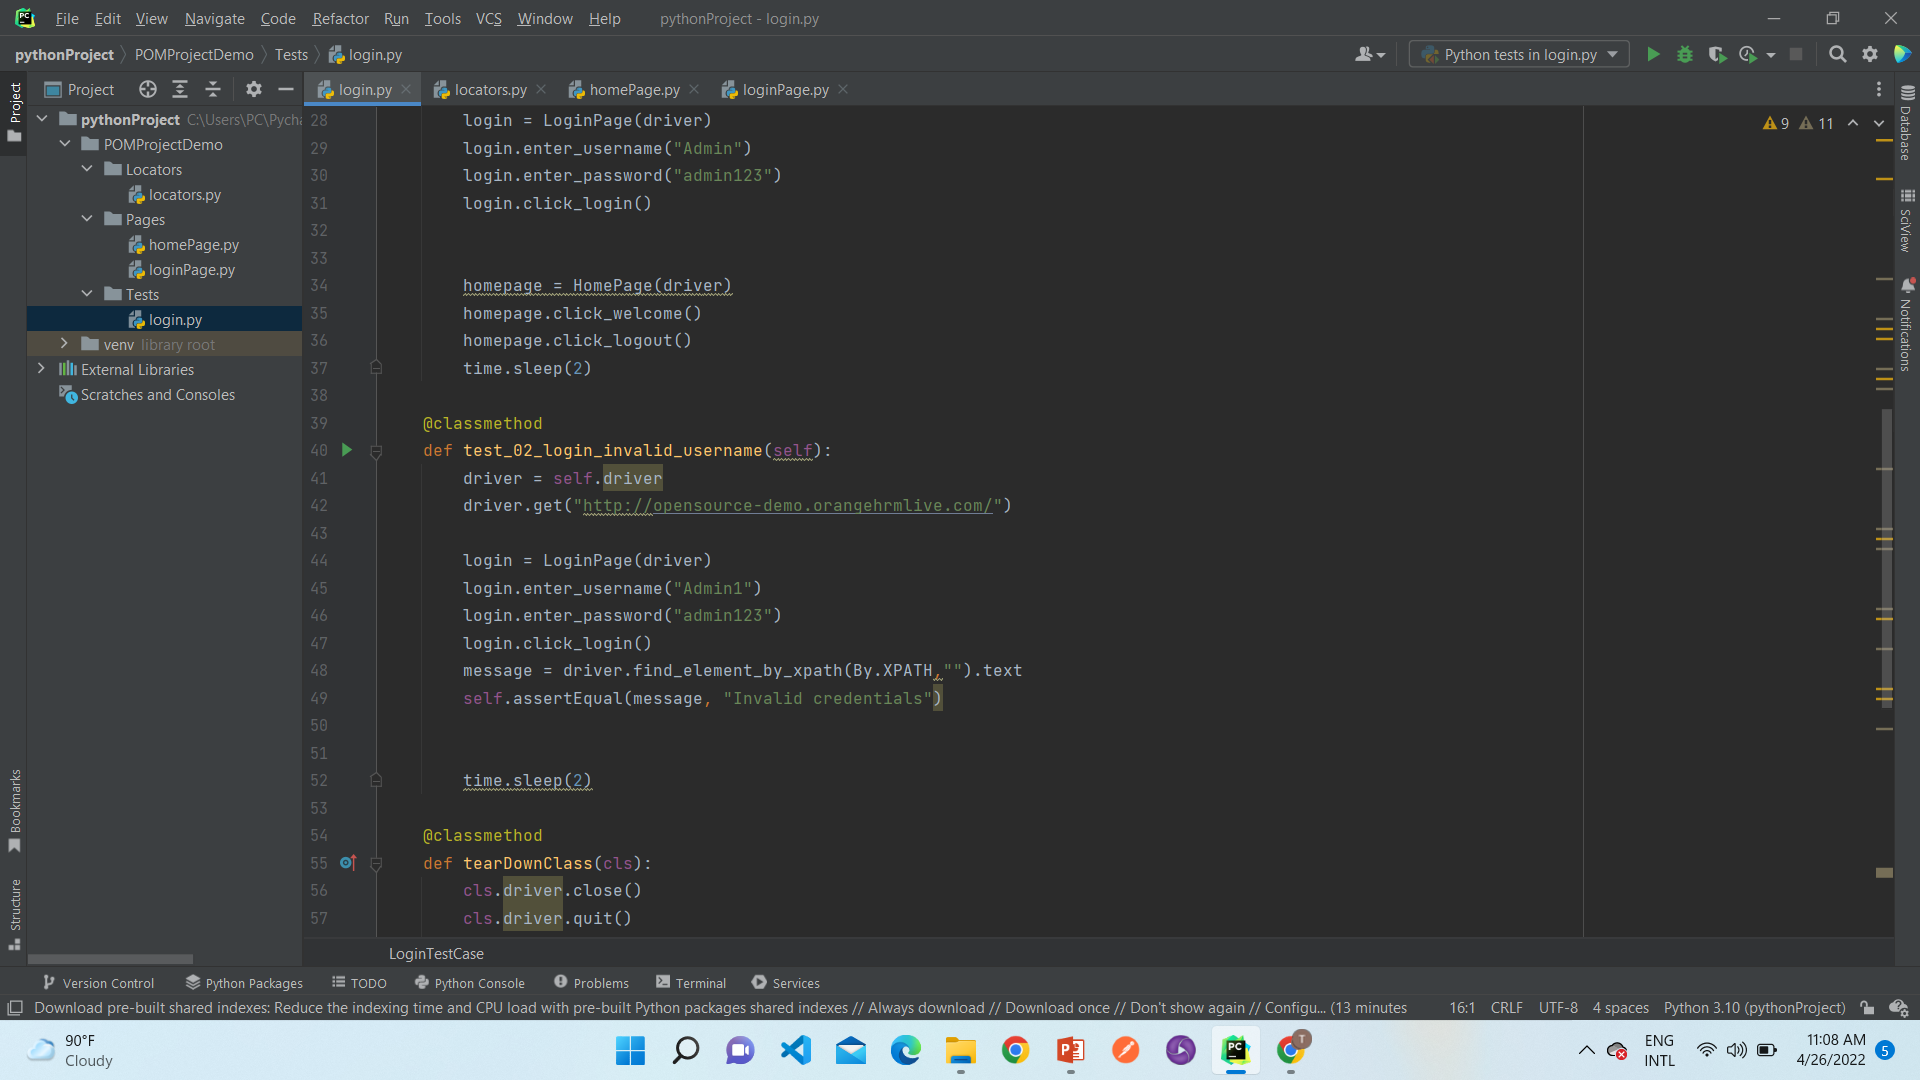 File Edit View Navigate Code Refactor Run Tools VCS Window Help pythonProject - login.py
pythonProject POMProjectDemo Tests login.py
Python tests in login.py
Project
login.py
locators.py
homePage.py
loginPage.py
Project
pythonProject C:\Users\PC\Pycha
POMProjectDemo
Locators
locators.py
Pages
homePage.py
loginPage.py
Tests
login.py
venv library root
External Libraries
Scratches and Consoles
Bookmarks
Structure
9 11
28 login = LoginPage(driver)
29 login.enter_username("Admin")
30 login.enter_password("admin123")
31 login.click_login()
32
33
34 homepage = HomePage(driver)
35 homepage.click_welcome()
36 homepage.click_logout()
37 time.sleep(2)
38
39 @classmethod
40 def test_02_login_invalid_username(self):
41 driver = self.driver
42 driver.get("http://opensource-demo.orangehrmlive.com/")
43
44 login = LoginPage(driver)
45 login.enter_username("Admin1")
46 login.enter_password("admin123")
47 login.click_login()
48 message = driver.find_element_by_xpath(By.XPATH,"").text
49 self.assertEqual(message, "Invalid credentials")
50
51
52 time.sleep(2)
53
54 @classmethod
55 def tearDownClass(cls):
56 cls.driver.close()
57 cls.driver.quit()
LoginTestCase
Database
SciView
Notifications
Version Control Python Packages TODO Python Console Problems Terminal Services
Download pre-built shared indexes: Reduce the indexing time and CPU load with pre-built Python packages shared indexes // Always download // Download once // Don't show again // Configu... (13 minutes 16:1 CRLF UTF-8 4 spaces Python 3.10 (pythonProject)
90°F
Cloudy
PC
T
ENG
INTL
11:08 AM
4/26/2022
5